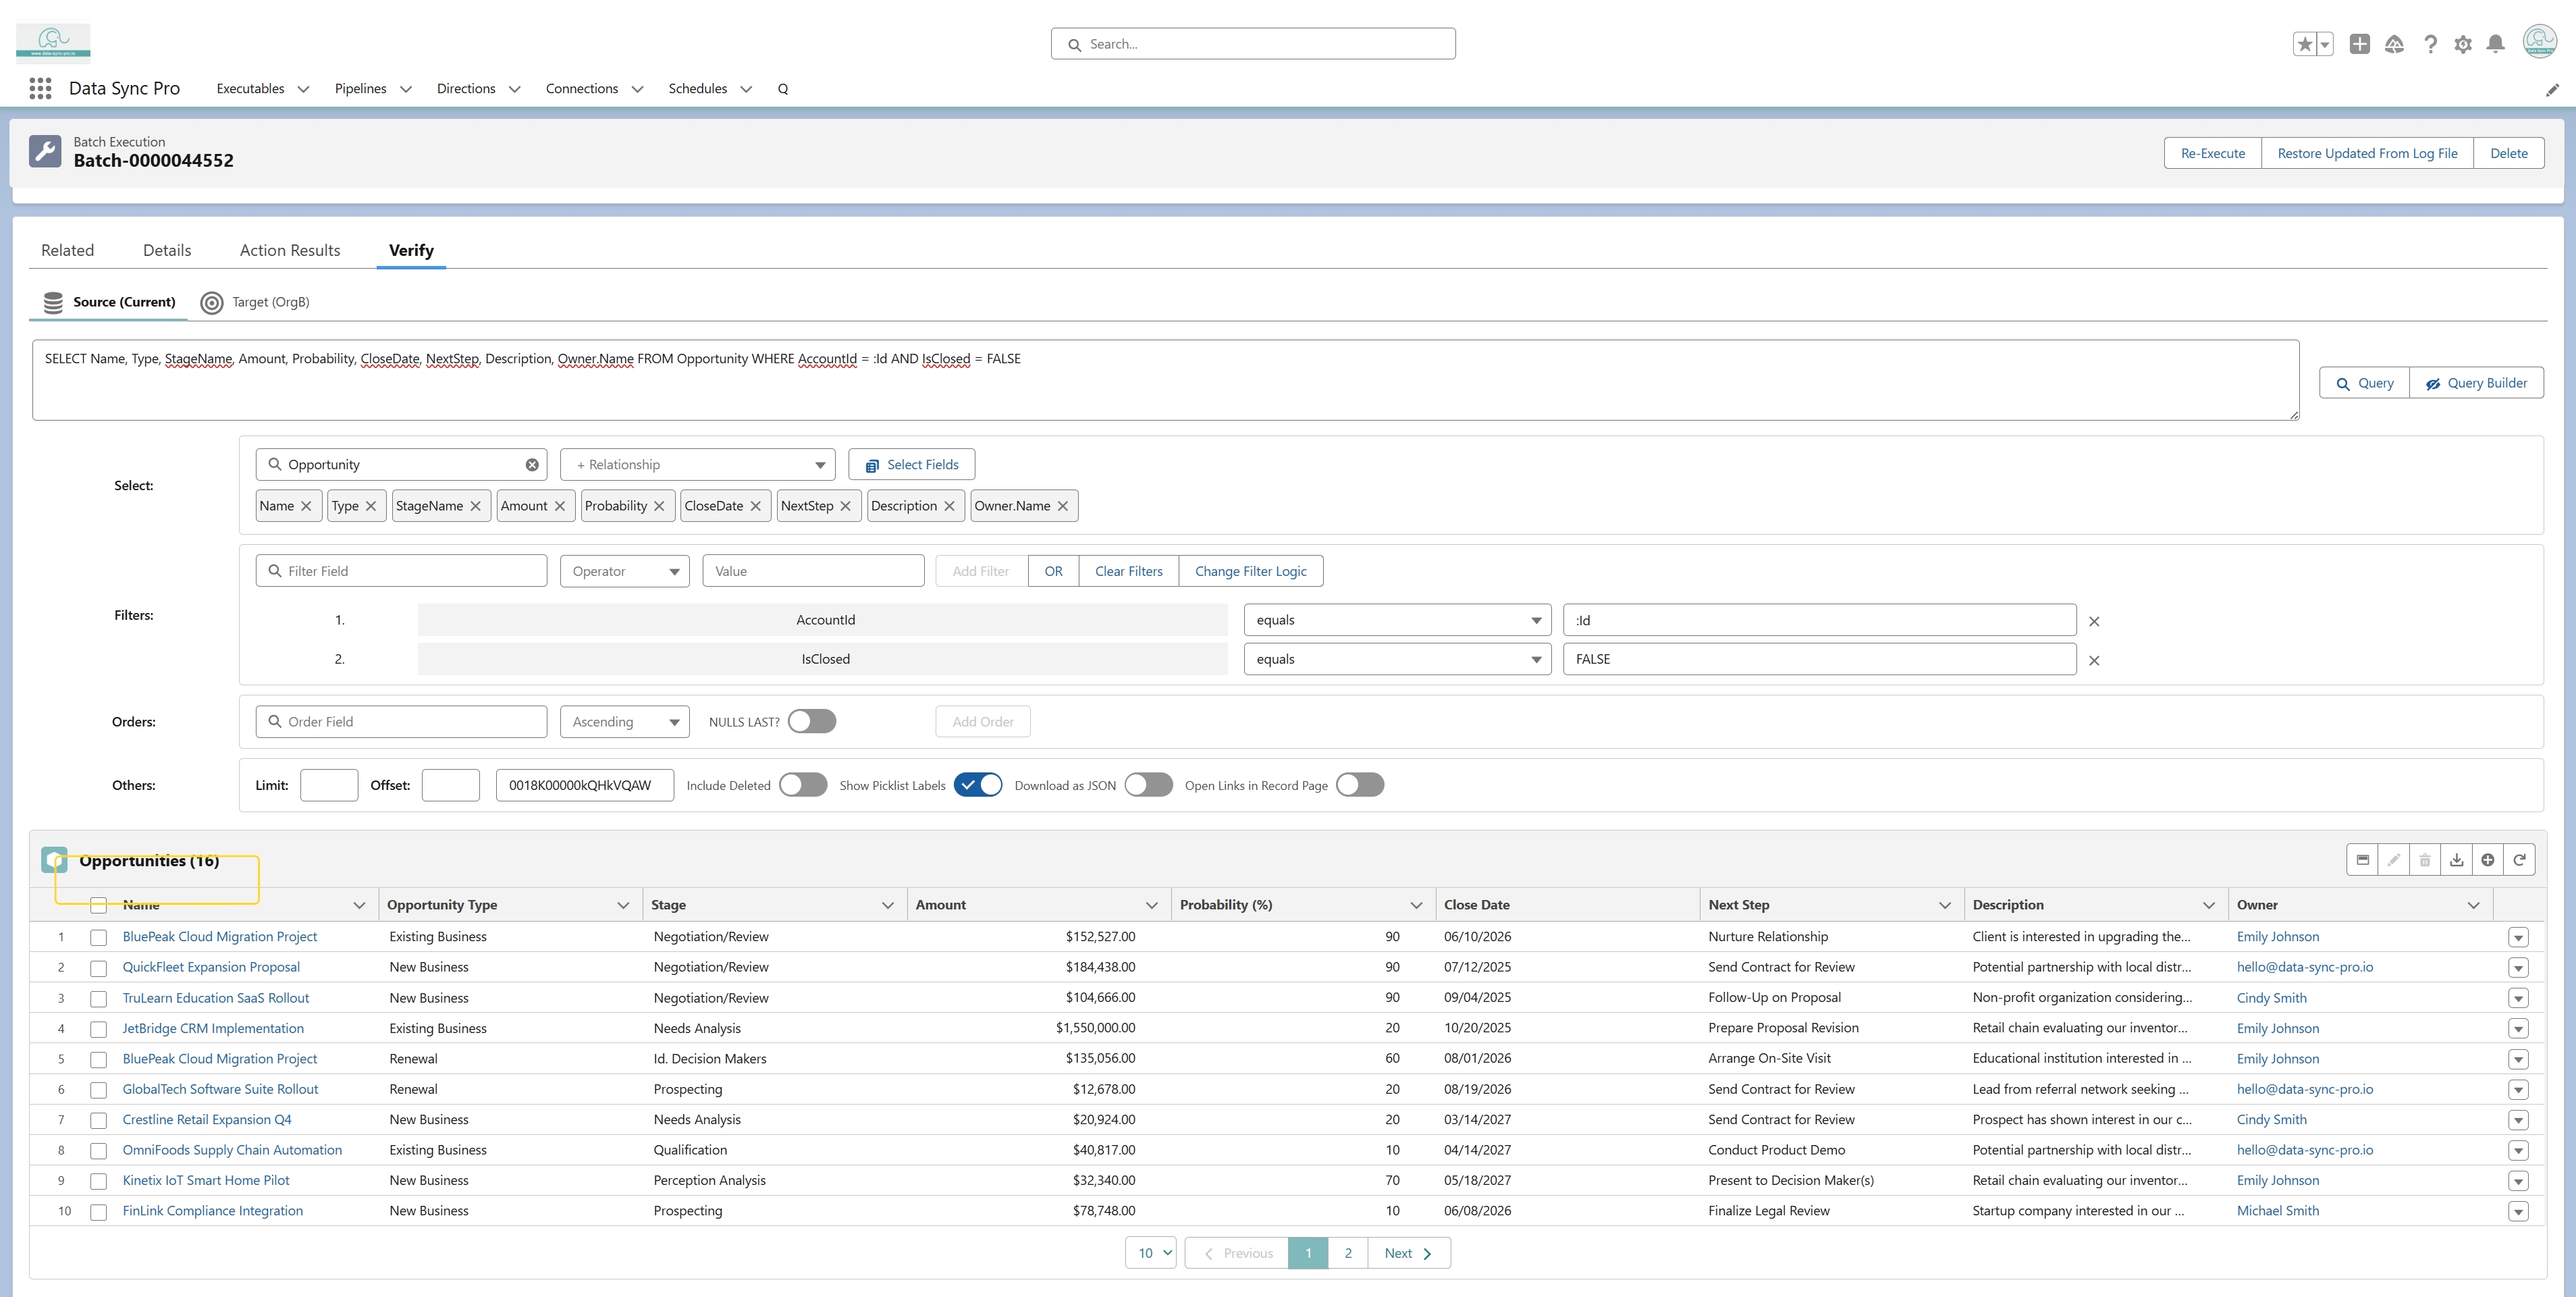 www.data-sync-pro.io
Search...
Data Sync Pro
Executables Pipelines Directions Connections Schedules Q
Batch Execution
Batch-0000044552
Re-Execute Restore Updated From Log File Delete
Related Details Action Results Verify
Source (Current) Target (OrgB)
SELECT Name, Type, StageName, Amount, Probability, CloseDate, NextStep, Description, Owner.Name FROM Opportunity WHERE AccountId = :Id AND IsClosed = FALSE
Query Query Builder
Select:
Opportunity + Relationship Select Fields
Name Type StageName Amount Probability CloseDate NextStep Description Owner.Name
Filters:
Filter Field Operator Value Add Filter OR Clear Filters Change Filter Logic
1. AccountId equals :Id
2. IsClosed equals FALSE
Orders: Order Field Ascending NULLS LAST? Add Order
Others: Limit: Offset: 0018K00000kQHkVQAW Include Deleted Show Picklist Labels Download as JSON Open Links in Record Page
Opportunities (16)
Name Opportunity Type Stage Amount Probability (%) Close Date Next Step Description Owner
1 BluePeak Cloud Migration Project Existing Business Negotiation/Review $152,527.00 90 06/10/2026 Nurture Relationship Client is interested in upgrading the... Emily Johnson
2 QuickFleet Expansion Proposal New Business Negotiation/Review $184,438.00 90 07/12/2025 Send Contract for Review Potential partnership with local distr... hello@data-sync-pro.io
3 TruLearn Education SaaS Rollout New Business Negotiation/Review $104,666.00 90 09/04/2025 Follow-Up on Proposal Non-profit organization considering... Cindy Smith
4 JetBridge CRM Implementation Existing Business Needs Analysis $1,550,000.00 20 10/20/2025 Prepare Proposal Revision Retail chain evaluating our inventor... Emily Johnson
5 BluePeak Cloud Migration Project Renewal Id. Decision Makers $135,056.00 60 08/01/2026 Arrange On-Site Visit Educational institution interested in ... Emily Johnson
6 GlobalTech Software Suite Rollout Renewal Prospecting $12,678.00 20 08/19/2026 Send Contract for Review Lead from referral network seeking ... hello@data-sync-pro.io
7 Crestline Retail Expansion Q4 New Business Needs Analysis $20,924.00 20 03/14/2027 Send Contract for Review Prospect has shown interest in our c... Cindy Smith
8 OmniFoods Supply Chain Automation Existing Business Qualification $40,817.00 10 04/14/2027 Conduct Product Demo Potential partnership with local distr... hello@data-sync-pro.io
9 Kinetix IoT Smart Home Pilot New Business Perception Analysis $32,340.00 70 05/18/2027 Present to Decision Maker(s) Retail chain evaluating our inventor... Emily Johnson
10 FinLink Compliance Integration New Business Prospecting $78,748.00 10 06/08/2026 Finalize Legal Review Startup company interested in our ... Michael Smith
10 Previous 1 2 Next